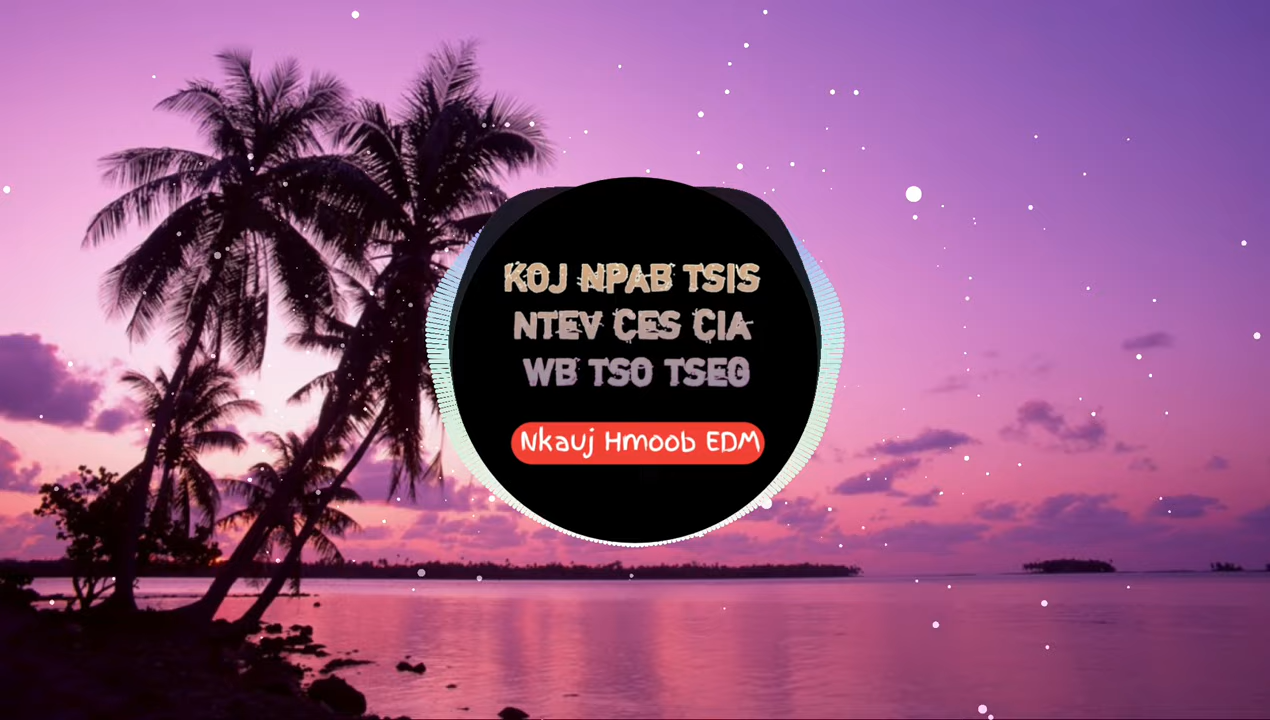 KOJ NPAB TSIS
NTEV CES CIA
WB TSO TSEG
Nkauj Hmoob EDM